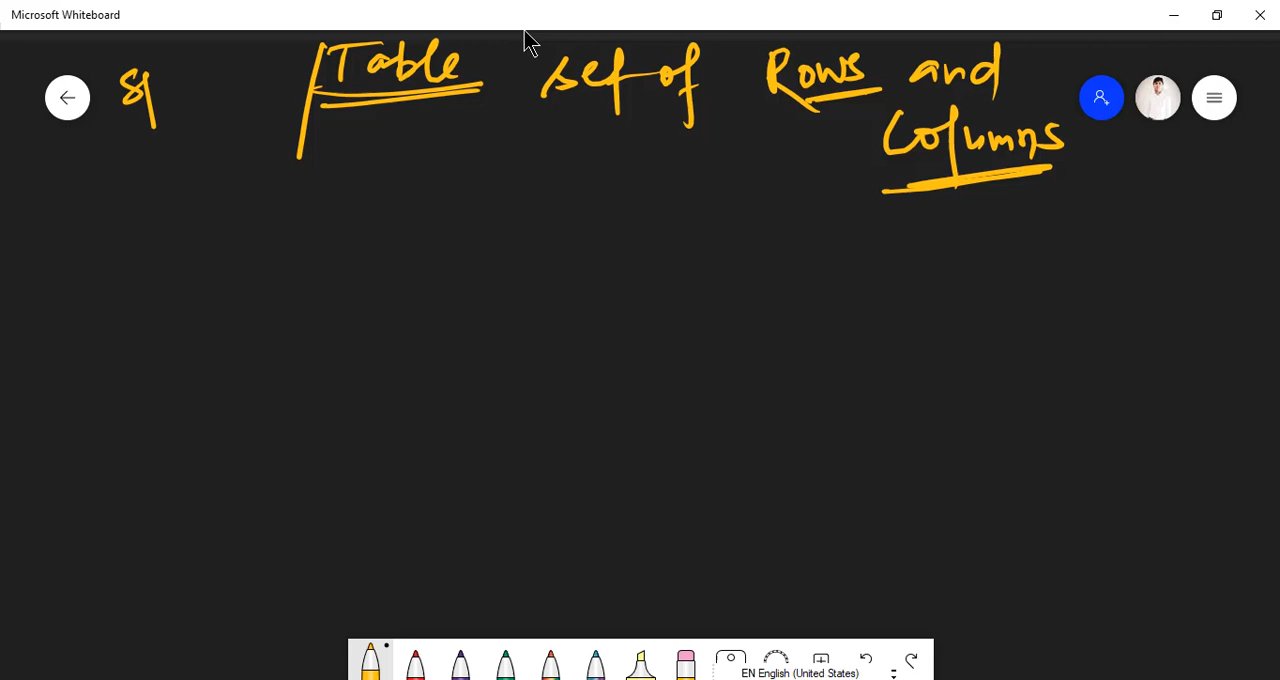 Microsoft Whiteboard
Table set of Rows and
Columns
EN English (United States)